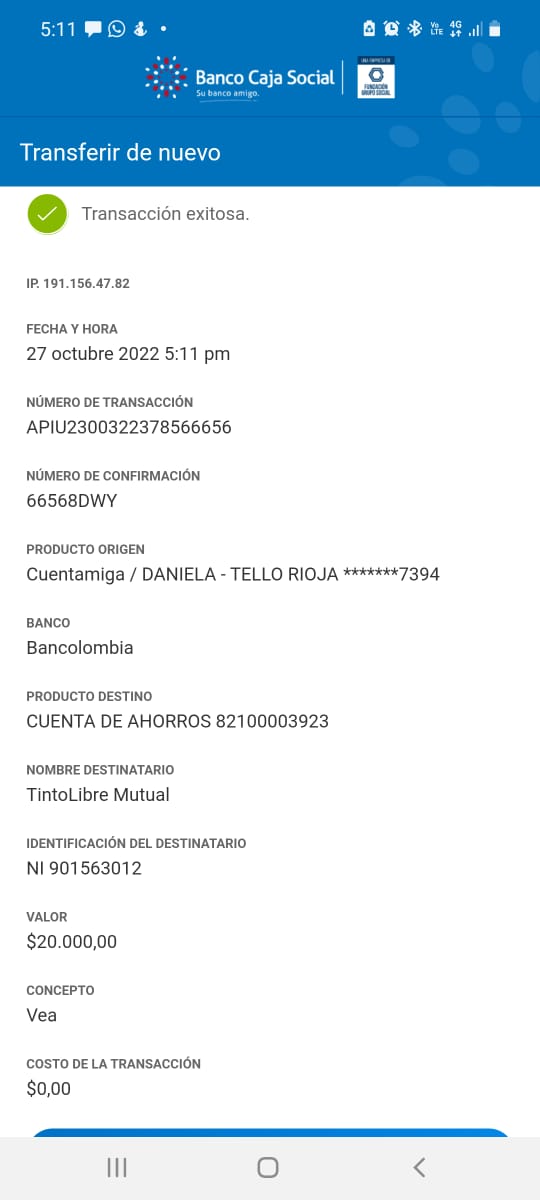 5:11
Vo LTE 4G
Banco Caja Social
Su banco amigo.
UNA EMPRESA DE
FUNDACIÓN
GRUPO SOCIAL
Transferir de nuevo
Transacción exitosa.
IP. 191.156.47.82
FECHA Y HORA
27 octubre 2022 5:11 pm
NÚMERO DE TRANSACCIÓN
APIU2300322378566656
NÚMERO DE CONFIRMACIÓN
66568DWY
PRODUCTO ORIGEN
Cuentamiga / DANIELA - TELLO RIOJA *******7394
BANCO
Bancolombia
PRODUCTO DESTINO
CUENTA DE AHORROS 82100003923
NOMBRE DESTINATARIO
TintoLibre Mutual
IDENTIFICACIÓN DEL DESTINATARIO
NI 901563012
VALOR
$20.000,00
CONCEPTO
Vea
COSTO DE LA TRANSACCIÓN
$0,00